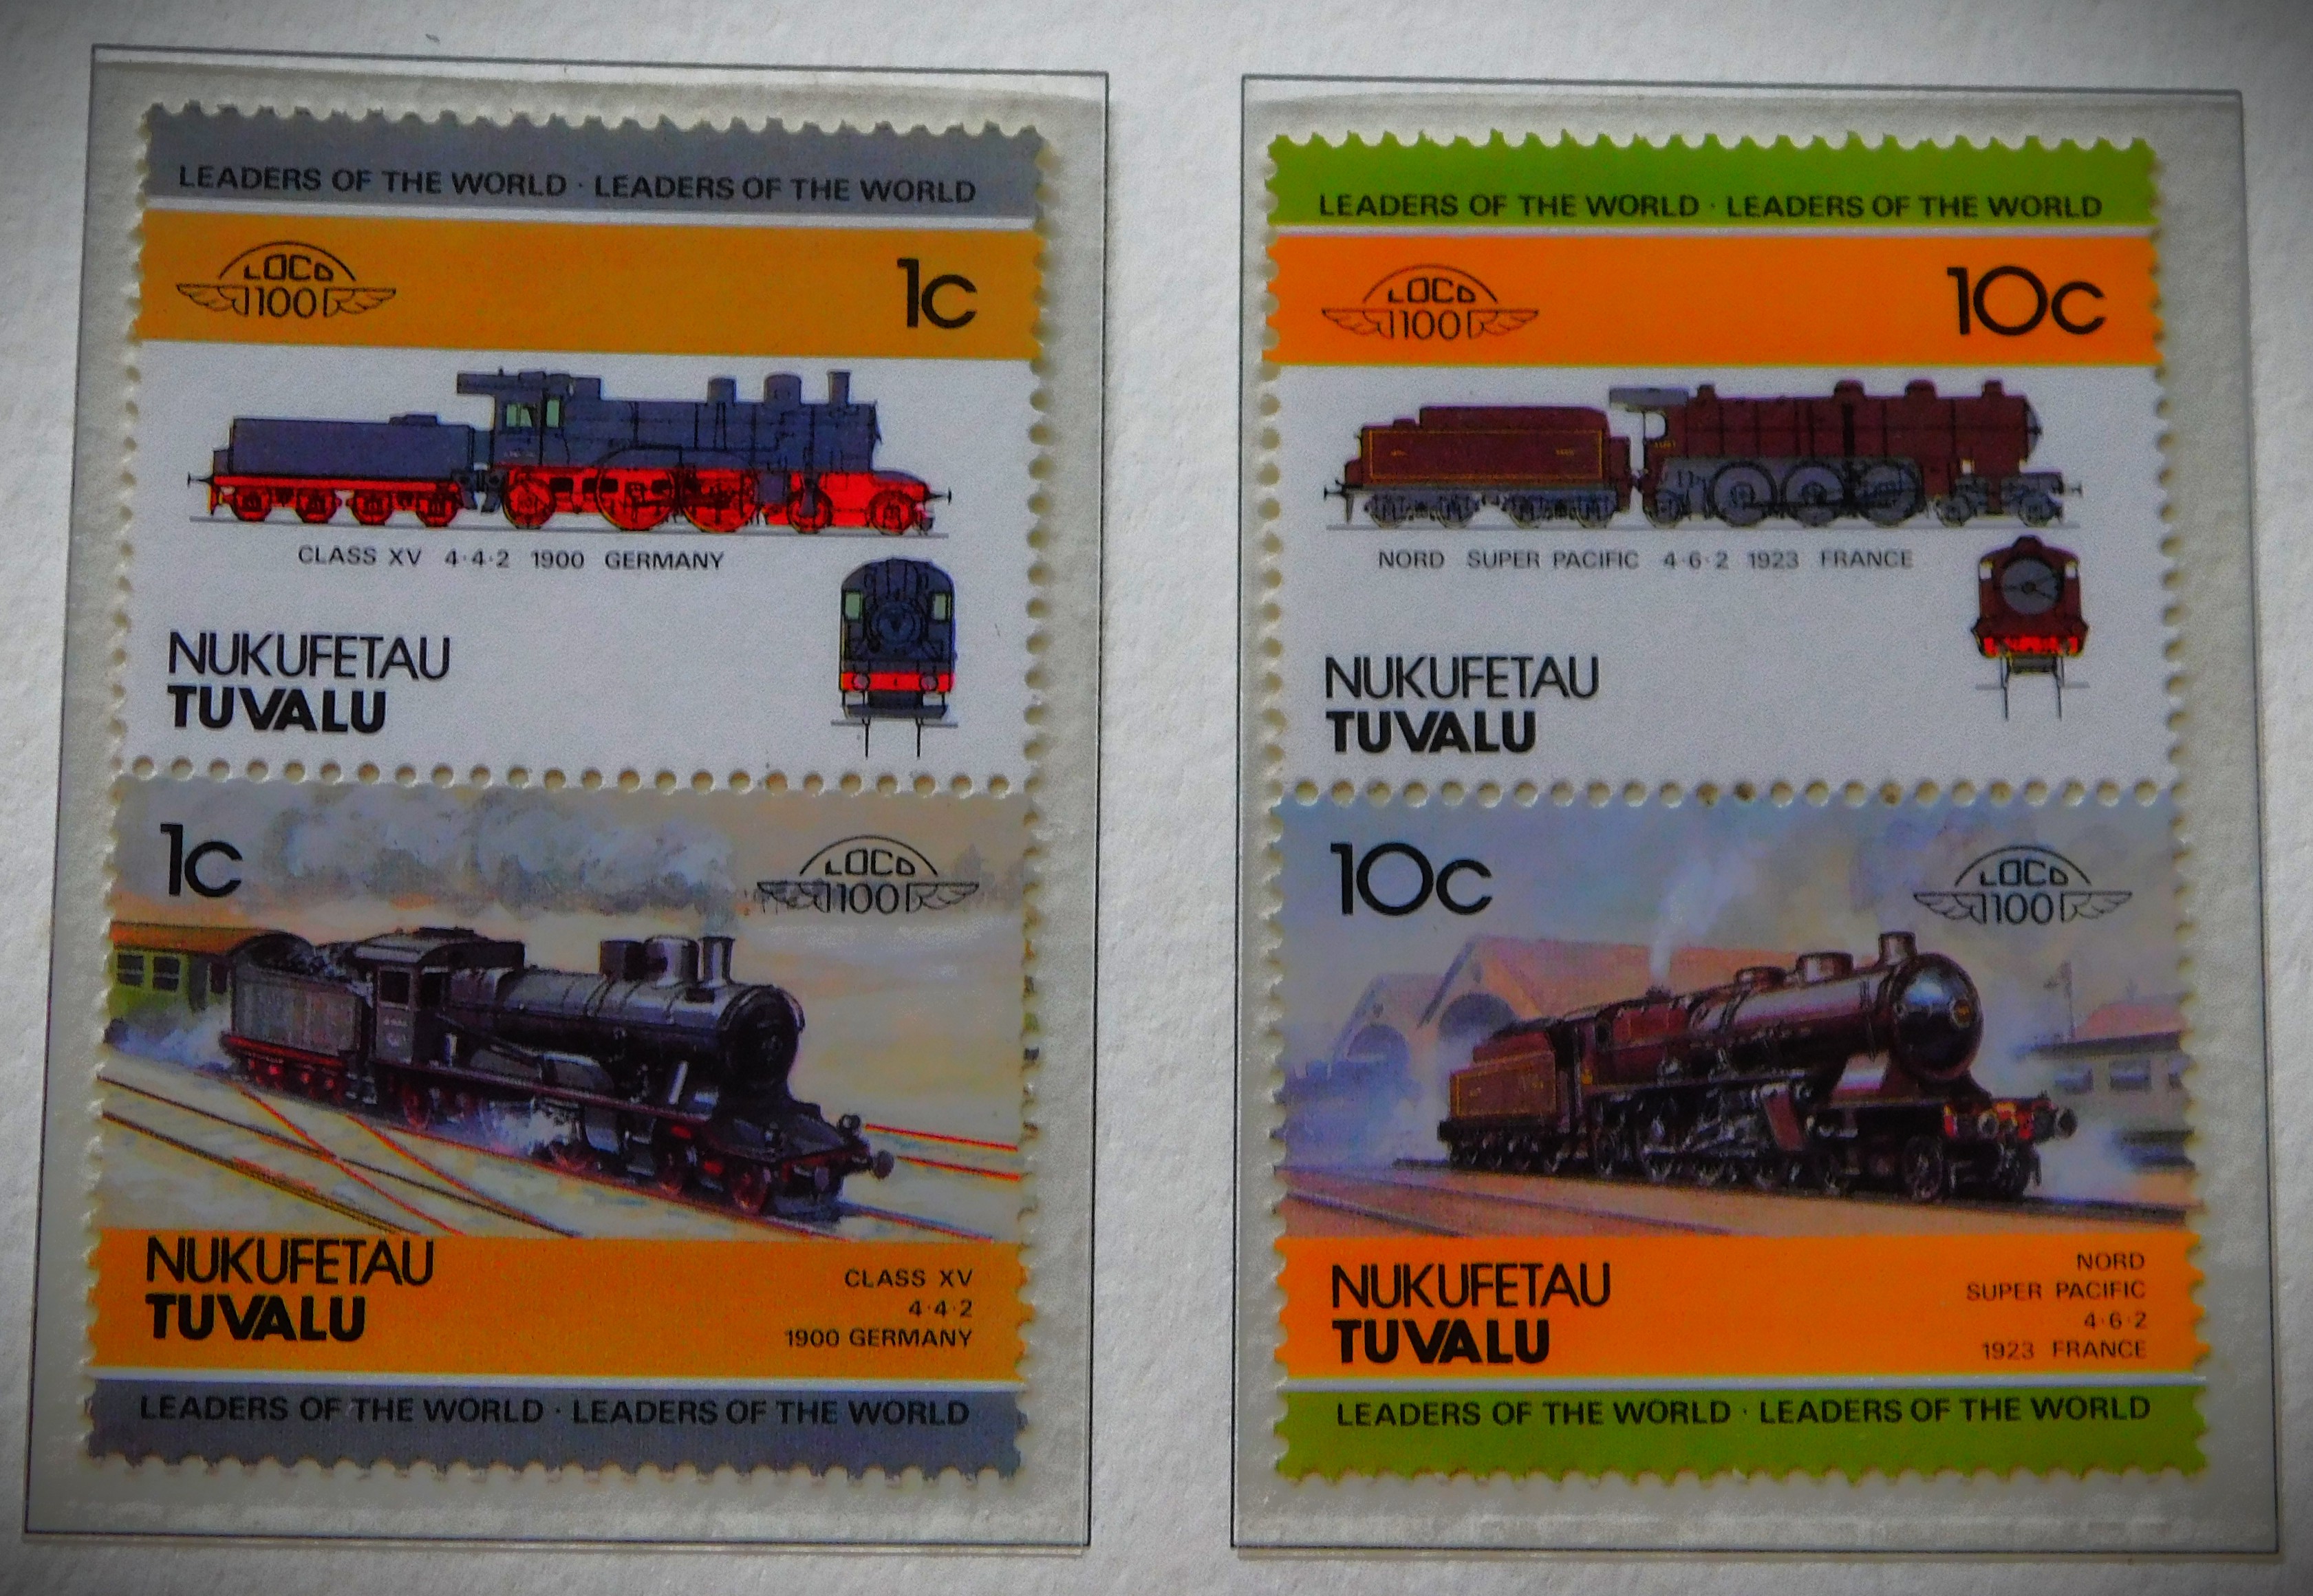 LEADERS OF THE WORLD · LEADERS OF THE WORLD
LOCO
100
1c
CLASS XV 4·4·2 1900 GERMANY
NUKUFETAU
TUVALU
1c
LOCO
100
NUKUFETAU
TUVALU
CLASS XV
4·4·2
1900 GERMANY
LEADERS OF THE WORLD · LEADERS OF THE WORLD
LEADERS OF THE WORLD · LEADERS OF THE WORLD
LOCO
100
10c
NORD SUPER PACIFIC 4·6·2 1923 FRANCE
NUKUFETAU
TUVALU
10c
LOCO
100
NUKUFETAU
TUVALU
NORD
SUPER PACIFIC
4·6·2
1923 FRANCE
LEADERS OF THE WORLD · LEADERS OF THE WORLD